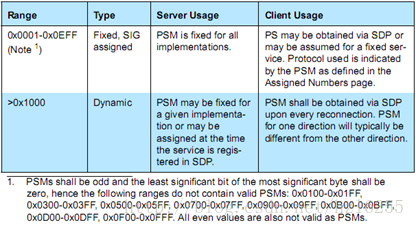 Range Type Server Usage Client Usage
0x0001-0x0EFF Fixed, SIG PSM is fixed for all PS may be obtained via SDP or
(Note 1) assigned implementations. may be assumed for a fixed ser-
vice. Protocol used is indicated
by the PSM as defined in the
Assigned Numbers page.
>0x1000 Dynamic PSM may be fixed for PSM shall be obtained via SDP
a given implementa- upon every reconnection. PSM
tion or may be for one direction will typically be
assigned at the time different from the other direction.
the service is regis-
tered in SDP.
1. PSMs shall be odd and the least significant bit of the most significant byte shall be
zero, hence the following ranges do not contain valid PSMs: 0x0100-0x01FF,
0x0300-0x03FF, 0x0500-0x05FF, 0x0700-0x07FF, 0x0900-0x09FF, 0x0B00-0x0BFF,
0x0D00-0x0DFF, 0x0F00-0x0FFF. All even values are also not valid as PSMs.